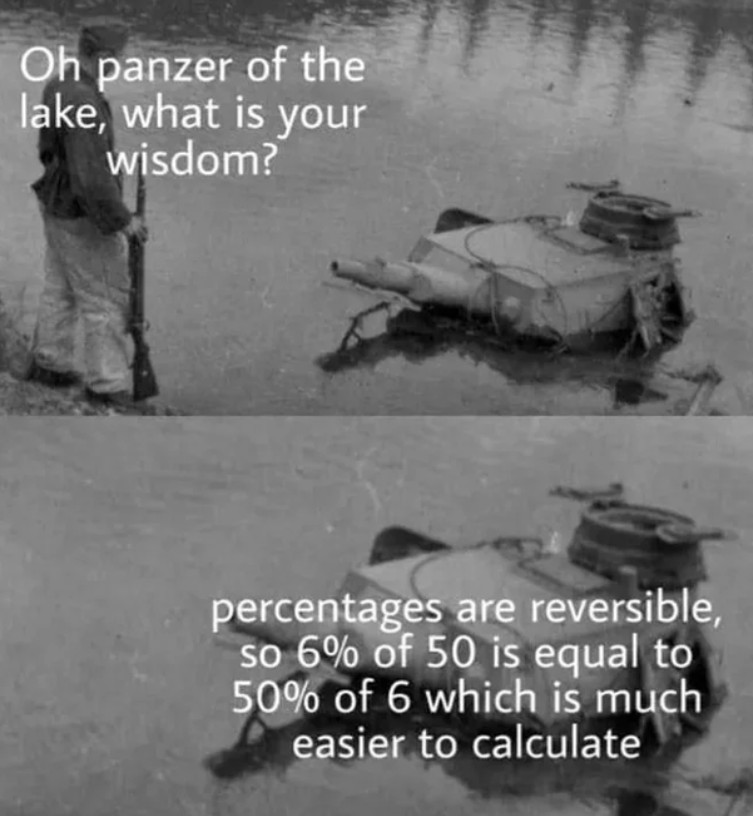 Oh panzer of the
lake, what is your
wisdom?
percentages are reversible,
so 6% of 50 is equal to
50% of 6 which is much
easier to calculate